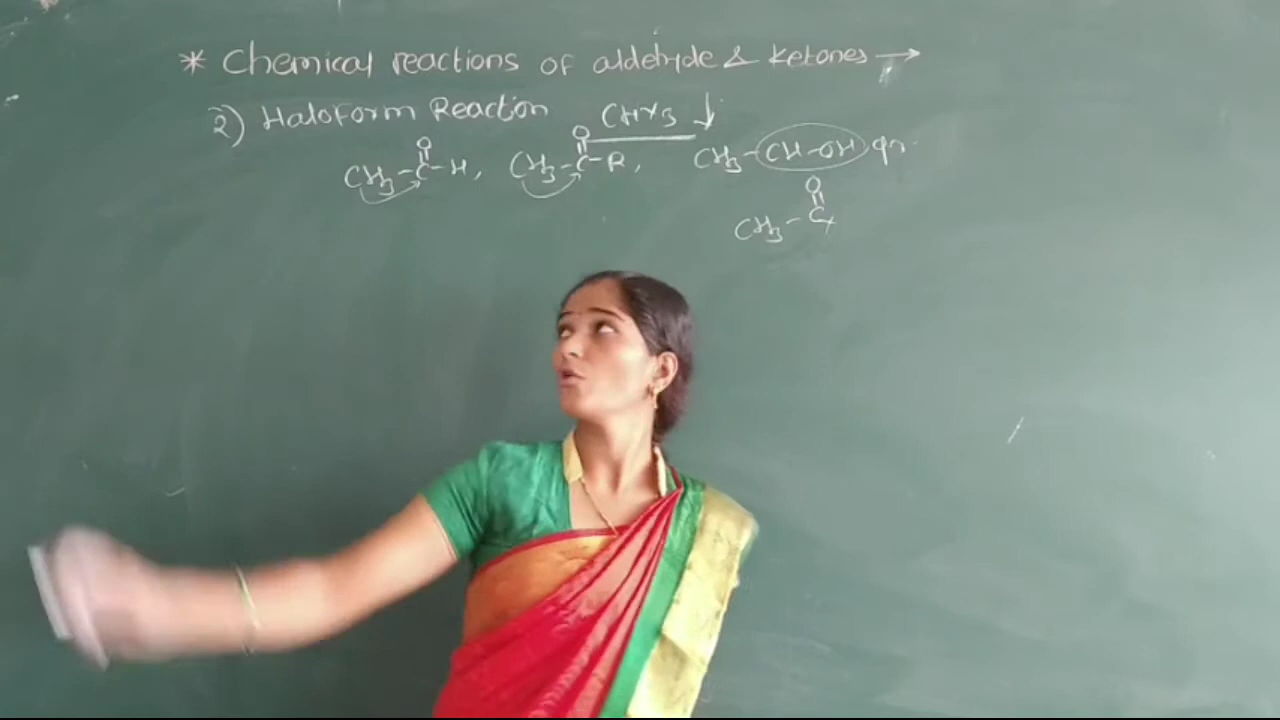 * Chemical reactions of aldehyde & ketones →
2) Haloform Reaction CHX3 ↓
O O
CH3-C-H, CH3-C-R, CH3-CH-OH
O
CH3-C